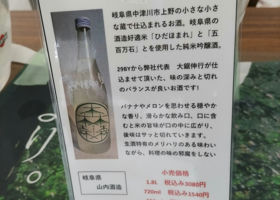 岐阜県中津川市上野の小さな小さ
な蔵で仕込まれるお酒。岐阜県の
酒造好適米「ひだほまれ」と「五
百万石」とを使用した純米吟醸酒。
29BYから弊社代表 大鋸伸行が仕
込ませて頂いた、味の深みと切れ
のバランスが良いお酒です!
バナナやメロンを思わせる穏やか
な香り、滑らかな飲み口、口に含
むと米の旨味が口の中に広がり、
後味はサッと切れていきます。
生酒特有のメリハリのある味わい
ながら、料理の味の邪魔をしない
小売価格
岐阜県
山内酒造
1.8L 税込み3080円
720ml 税込み1540円